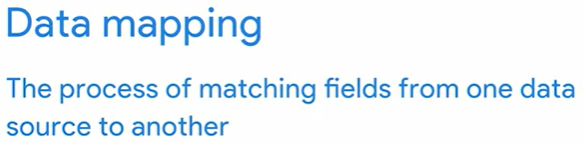 Data mapping
The process of matching fields from one data
source to another